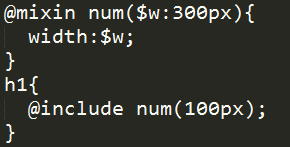 @mixin num($w:300px){
  width:$w;
}
h1{
  @include num(100px);
}